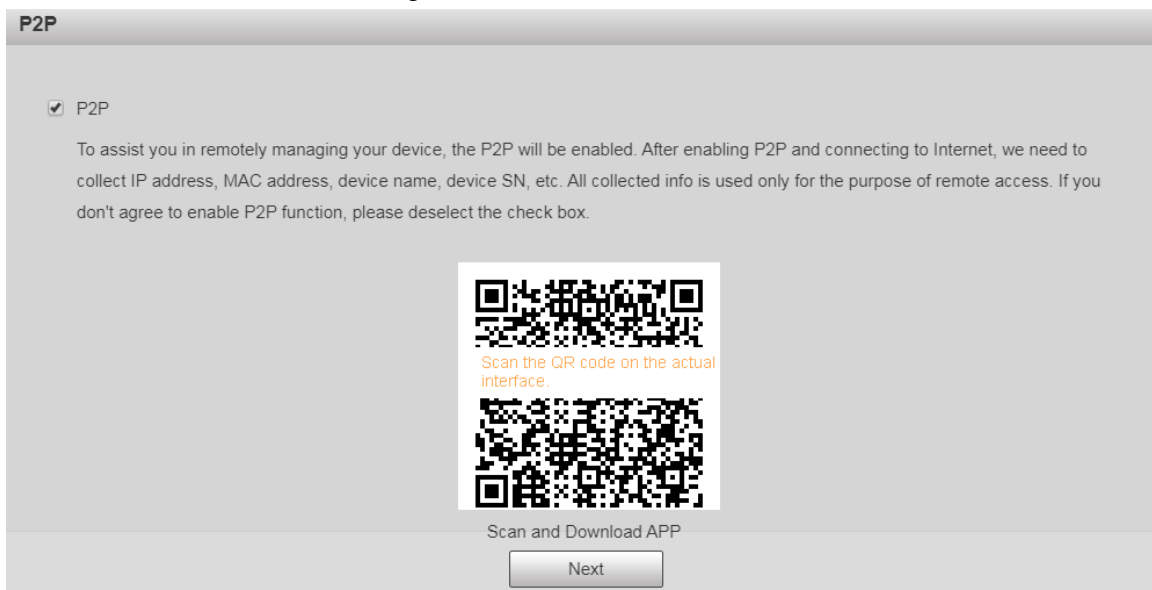 P2P
P2P
To assist you in remotely managing your device, the P2P will be enabled. After enabling P2P and connecting to Internet, we need to
collect IP address, MAC address, device name, device SN, etc. All collected info is used only for the purpose of remote access. If you
don't agree to enable P2P function, please deselect the check box.
Scan the QR code on the actual
interface.
Scan and Download APP
Next